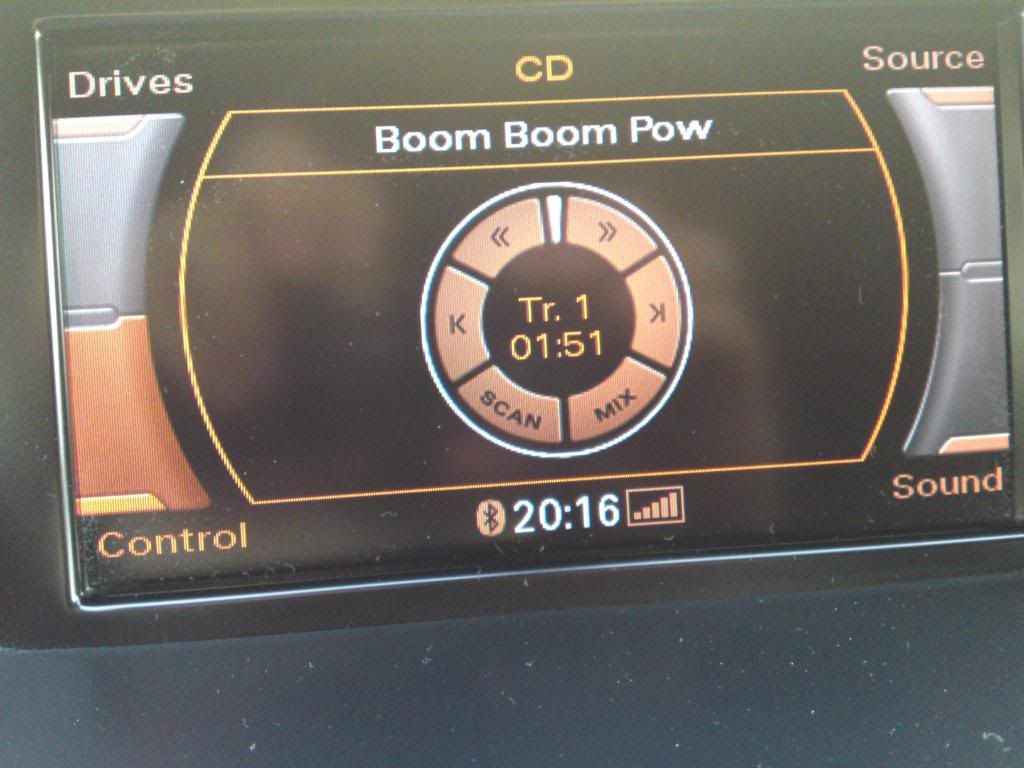 Drives
CD
Source
Boom Boom Pow
Tr. 1
01:51
SCAN
MIX
Control
20:16
Sound